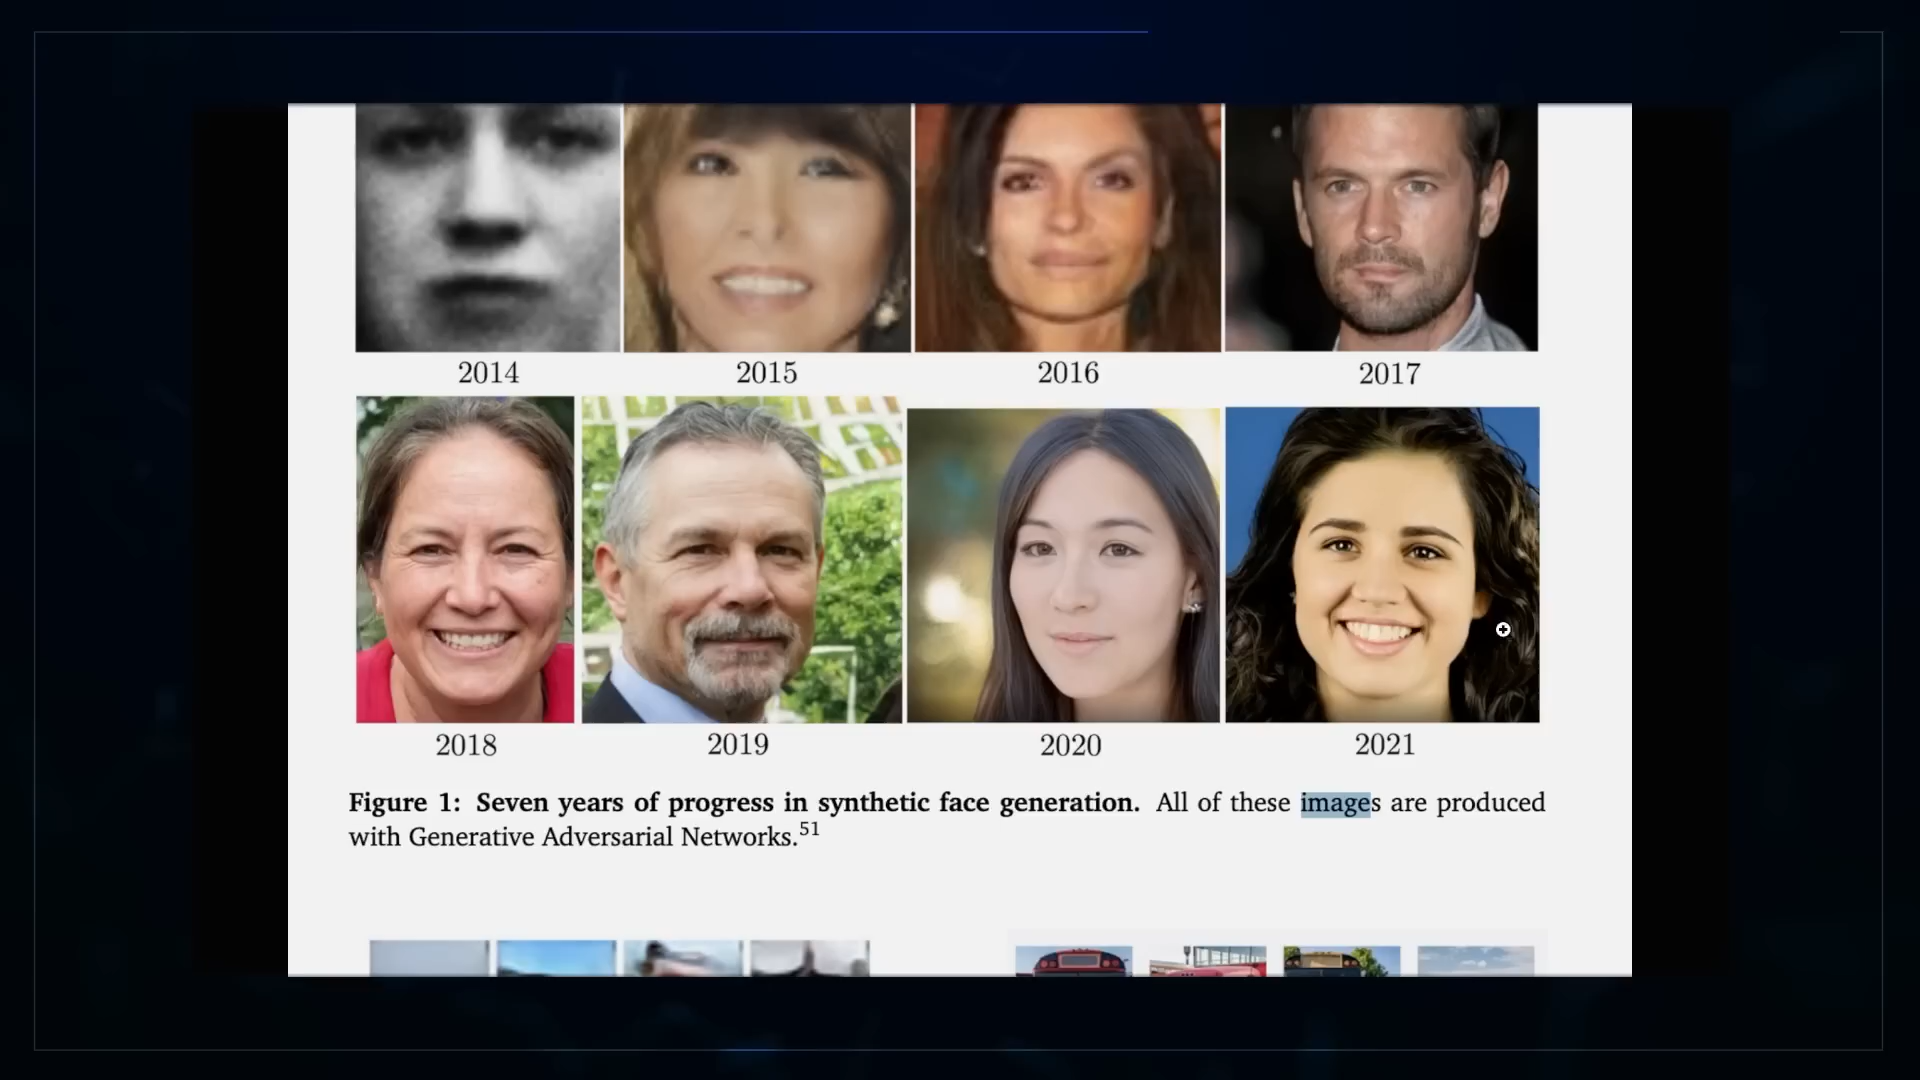 2014 2015 2016 2017
2018 2019 2020 2021
Figure 1: Seven years of progress in synthetic face generation. All of these images are produced
with Generative Adversarial Networks.51